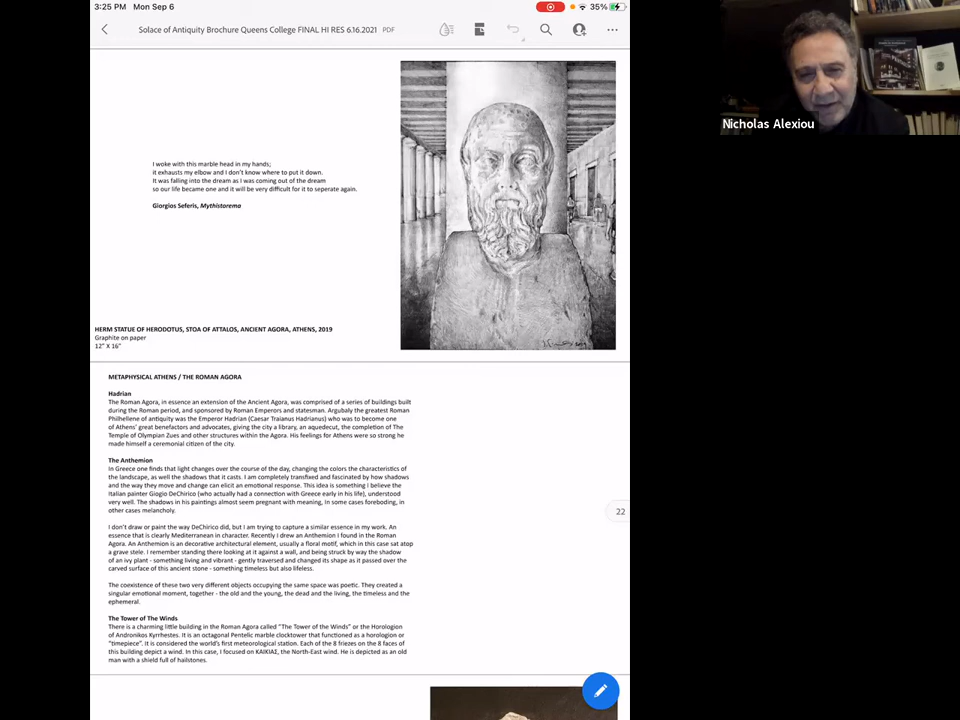 3:25 PM Mon Sep 6
35%
Solace of Antiquity Brochure Queens College FINAL HI RES 6.16.2021 PDF
Nicholas Alexiou
I woke with this marble head in my hands;
it exhausts my elbow and I don't know where to put it down.
It was falling into the dream as I was coming out of the dream
so our life became one and it will be very difficult for it to seperate again.
Giorgios Seferis, Mythistorema
HERM STATUE OF HERODOTUS, STOA OF ATTALOS, ANCIENT AGORA, ATHENS, 2019
Graphite on paper
12" X 16"
METAPHYSICAL ATHENS / THE ROMAN AGORA
Hadrian
The Roman Agora, in essence an extension of the Ancient Agora, was comprised of a series of buildings built
during the Roman period, and sponsored by Roman Emperors and statesman. Argubaly the greatest Roman
Philhellene of antiquity was the Emperor Hadrian (Caesar Traianus Hadrianus) who was to become one
of Athens' great benefactors and advocates, giving the city a library, an aquedecut, the completion of The
Temple of Olympian Zues and other structures within the Agora. His feelings for Athens were so strong he
made himself a ceremonial citizen of the city.
The Anthemion
In Greece one finds that light changes over the course of the day, changing the colors the characteristics of
the landscape, as well the shadows that it casts. I am completely transfixed and fascinated by how shadows
and the way they move and change can elicit an emotional response. This idea is something I believe the
Italian painter Giogio DeChirico (who actually had a connection with Greece early in his life), understood
very well. The shadows in his paintings almost seem pregnant with meaning, in some cases foreboding, in
other cases melancholy.
I don't draw or paint the way DeChirico did, but I am trying to capture a similar essence in my work. An
essence that is clearly Mediterranean in character. Recently I drew an Anthemion I found in the Roman
Agora. An Anthemion is an decorative architectural element, usually a floral motif, which in this case sat atop
a grave stele. I remember standing there looking at it against a wall, and being struck by way the shadow
of an ivy plant - something living and vibrant - gently traversed and changed its shape as it passed over the
carved surface of this ancient stone - something timeless but also lifeless.
The coexistence of these two very different objects occupying the same space was poetic. They created a
singular emotional moment, together - the old and the young, the dead and the living, the timeless and the
ephemeral.
The Tower of The Winds
There is a charming little building in the Roman Agora called "The Tower of the Winds" or the Horologion
of Andronikos Kyrrhestes. It is an octagonal Pentelic marble clocktower that functioned as a horologion or
"timepiece". It is considered the world's first meteorological station. Each of the 8 friezes on the 8 faces of
this building depict a wind. In this case, I focused on ΚΑΙΚΙΑΣ, the North-East wind. He is depicted as an old
man with a shield full of hailstones.
22